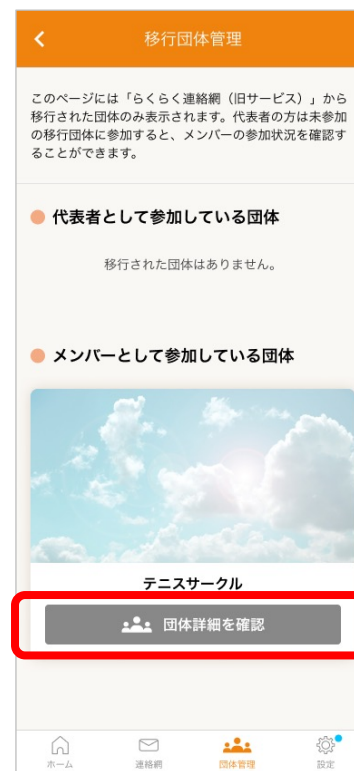 移行団体管理
このページには「らくらく連絡網（旧サービス）」から
移行された団体のみ表示されます。代表者の方は未参加
の移行団体に参加すると、メンバーの参加状況を確認す
ることができます。
代表者として参加している団体
移行された団体はありません。
メンバーとして参加している団体
テニスサークル
団体詳細を確認
ホーム
連絡網
団体管理
設定